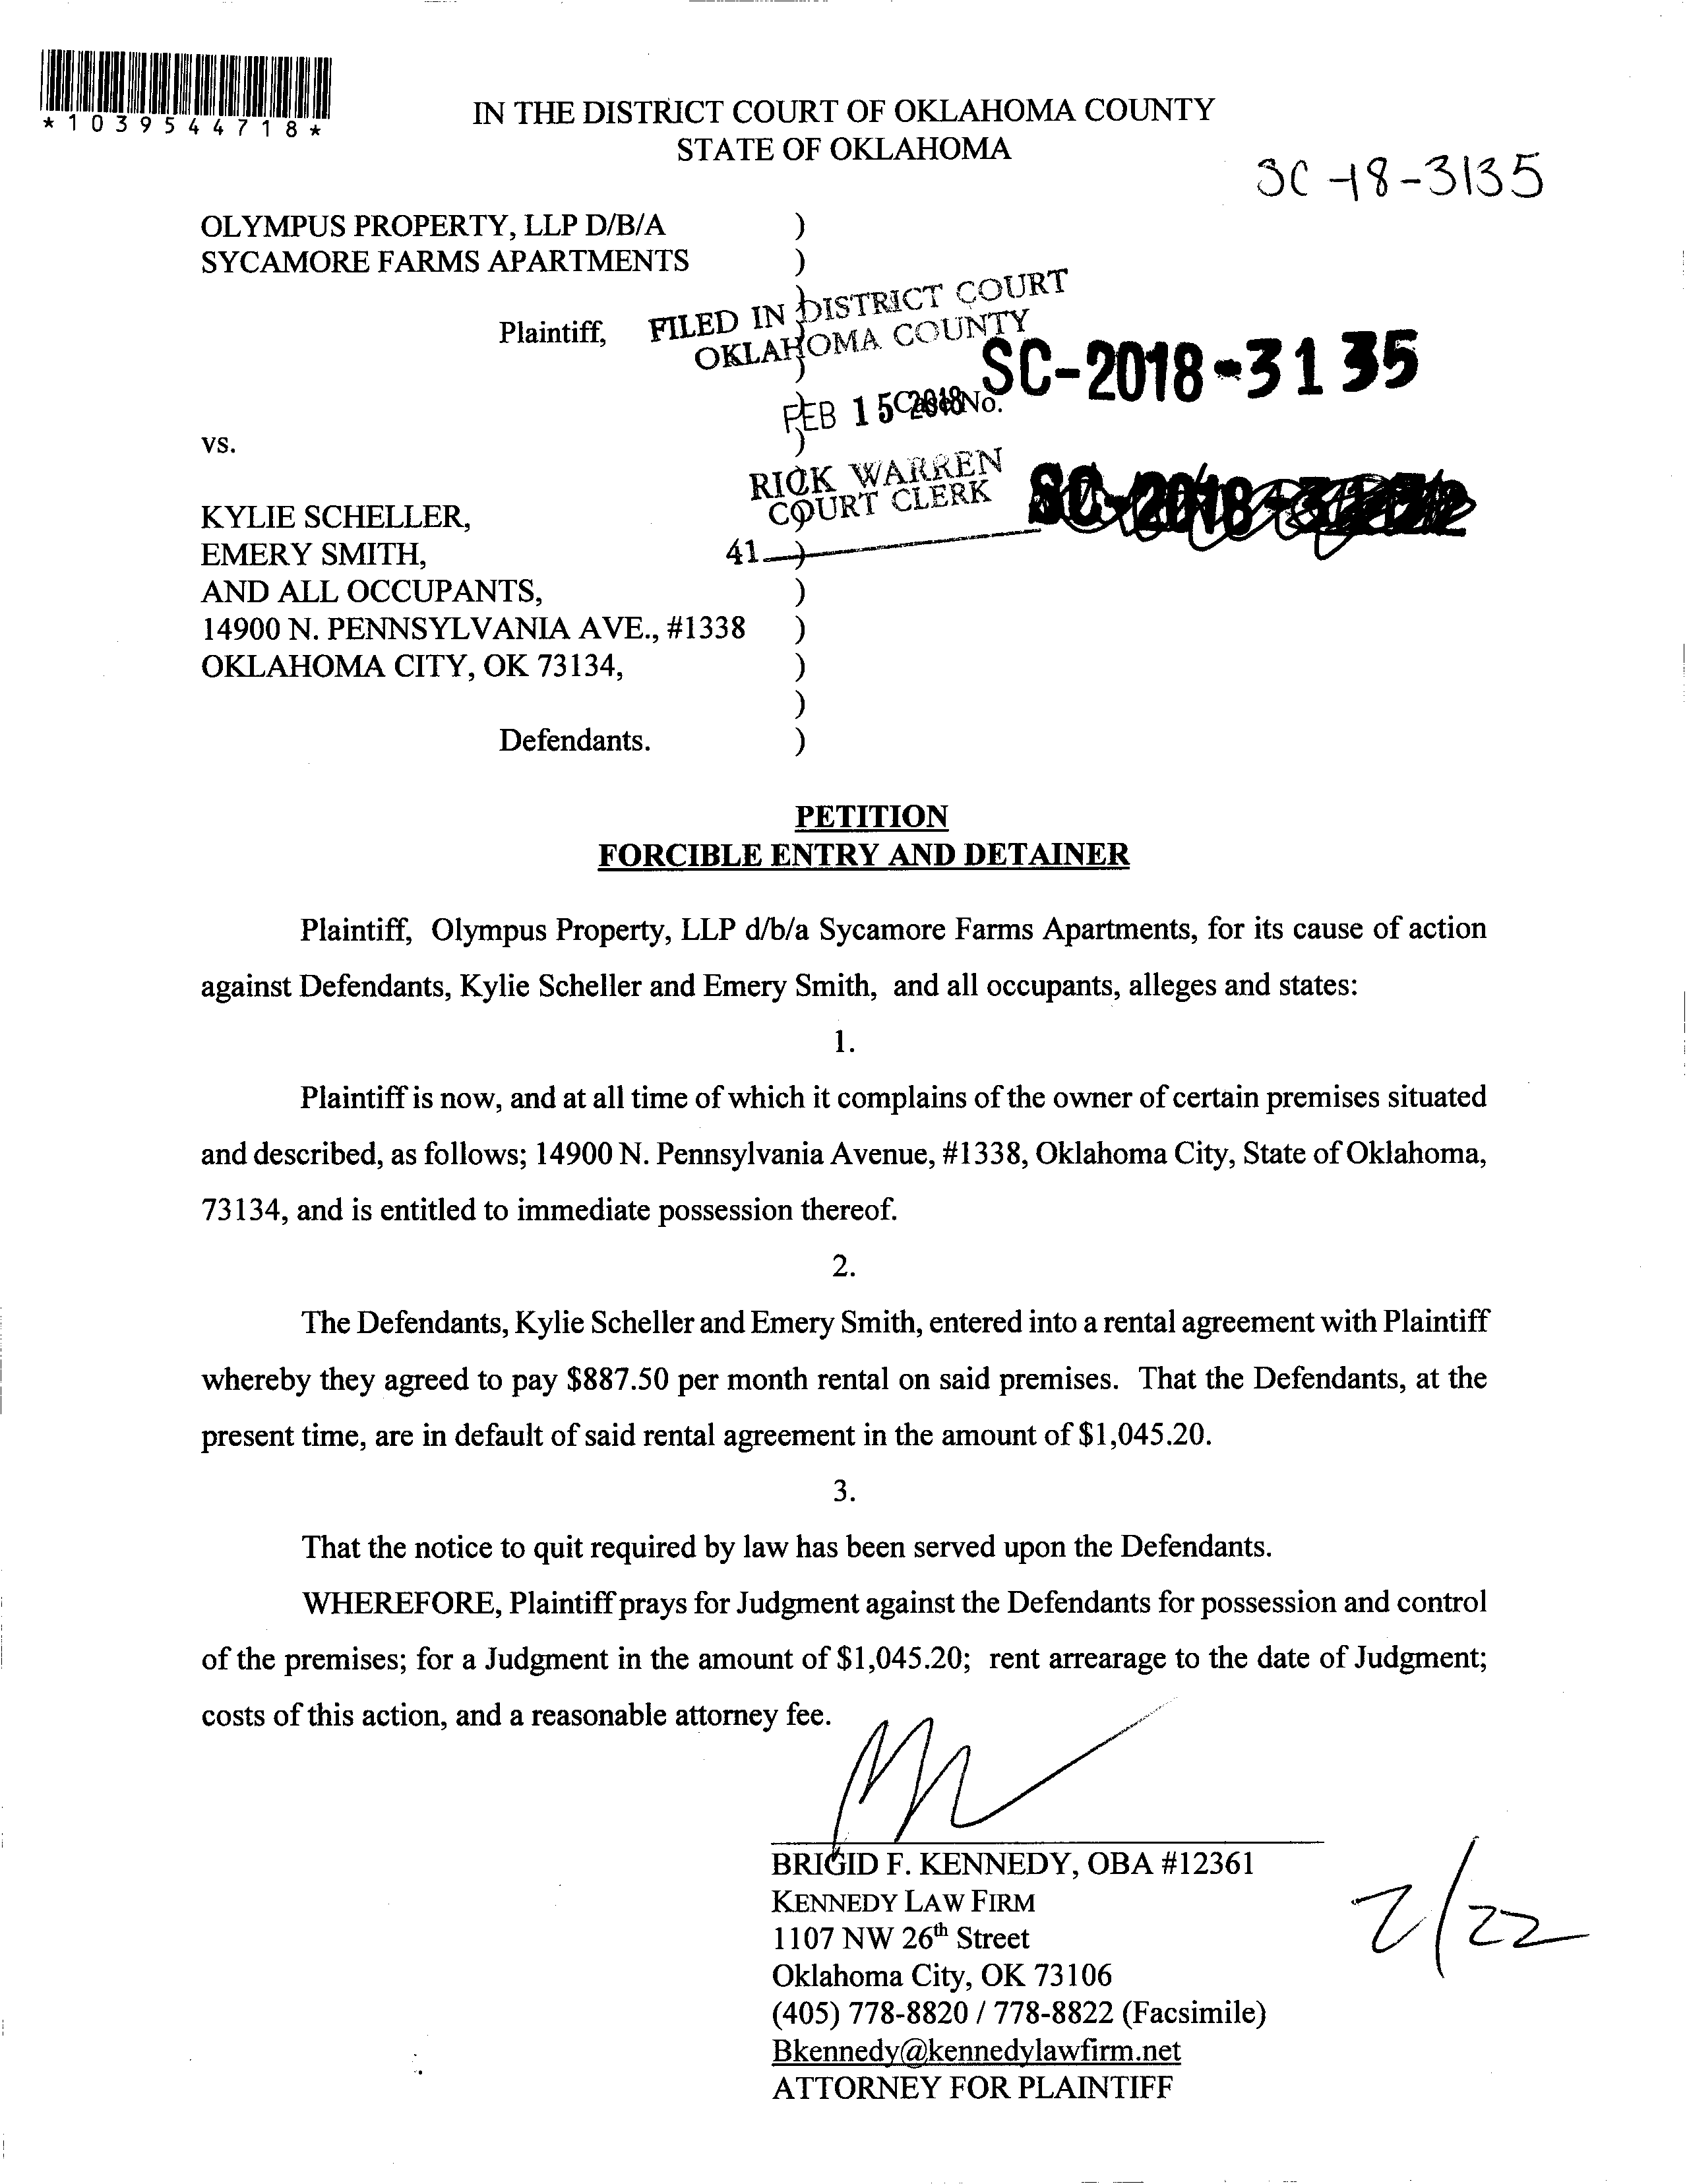 *1039544718*
IN THE DISTRICT COURT OF OKLAHOMA COUNTY
STATE OF OKLAHOMA
SC-18-3135
OLYMPUS PROPERTY, LLP D/B/A )
SYCAMORE FARMS APARTMENTS )
)
Plaintiff, )
FILED IN DISTRICT COURT
OKLAHOMA COUNTY
)
FEB 15 2018
Case No.
SC-2018-3135
vs. )
RICK WARREN
COURT CLERK
SC-2018-
KYLIE SCHELLER, )
EMERY SMITH, )
41
AND ALL OCCUPANTS, )
14900 N. PENNSYLVANIA AVE., #1338 )
OKLAHOMA CITY, OK 73134, )
)
Defendants. )
PETITION
FORCIBLE ENTRY AND DETAINER
Plaintiff, Olympus Property, LLP d/b/a Sycamore Farms Apartments, for its cause of action
against Defendants, Kylie Scheller and Emery Smith, and all occupants, alleges and states:
1.
Plaintiff is now, and at all time of which it complains of the owner of certain premises situated
and described, as follows; 14900 N. Pennsylvania Avenue, #1338, Oklahoma City, State of Oklahoma,
73134, and is entitled to immediate possession thereof.
2.
The Defendants, Kylie Scheller and Emery Smith, entered into a rental agreement with Plaintiff
whereby they agreed to pay $887.50 per month rental on said premises. That the Defendants, at the
present time, are in default of said rental agreement in the amount of $1,045.20.
3.
That the notice to quit required by law has been served upon the Defendants.
WHEREFORE, Plaintiff prays for Judgment against the Defendants for possession and control
of the premises; for a Judgment in the amount of $1,045.20; rent arrearage to the date of Judgment;
costs of this action, and a reasonable attorney fee.
BRIGID F. KENNEDY, OBA #12361
KENNEDY LAW FIRM
1107 NW 26th Street
Oklahoma City, OK 73106
(405) 778-8820 / 778-8822 (Facsimile)
Bkennedy@kennedylawfirm.net
ATTORNEY FOR PLAINTIFF
2/22